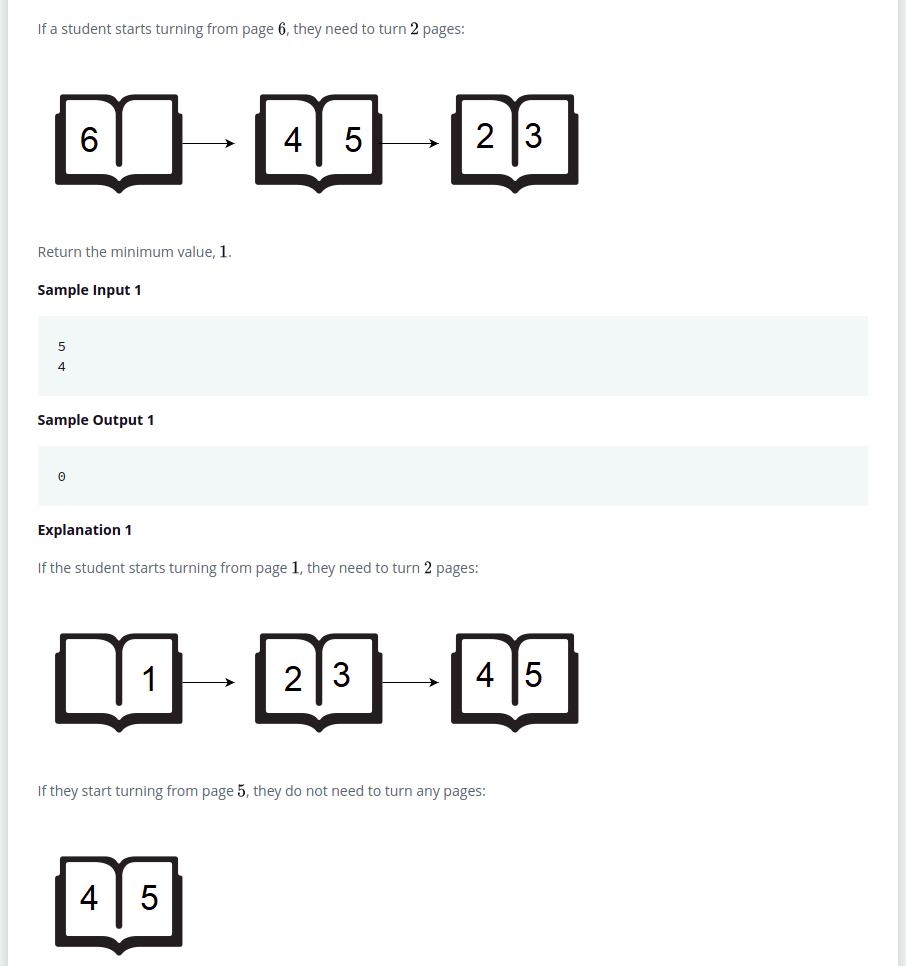 If a student starts turning from page 6, they need to turn 2 pages:
6
4 5
2 3
Return the minimum value, 1.
Sample Input 1
5
4
Sample Output 1
0
Explanation 1
If the student starts turning from page 1, they need to turn 2 pages:
1
2 3
4 5
If they start turning from page 5, they do not need to turn any pages:
4 5